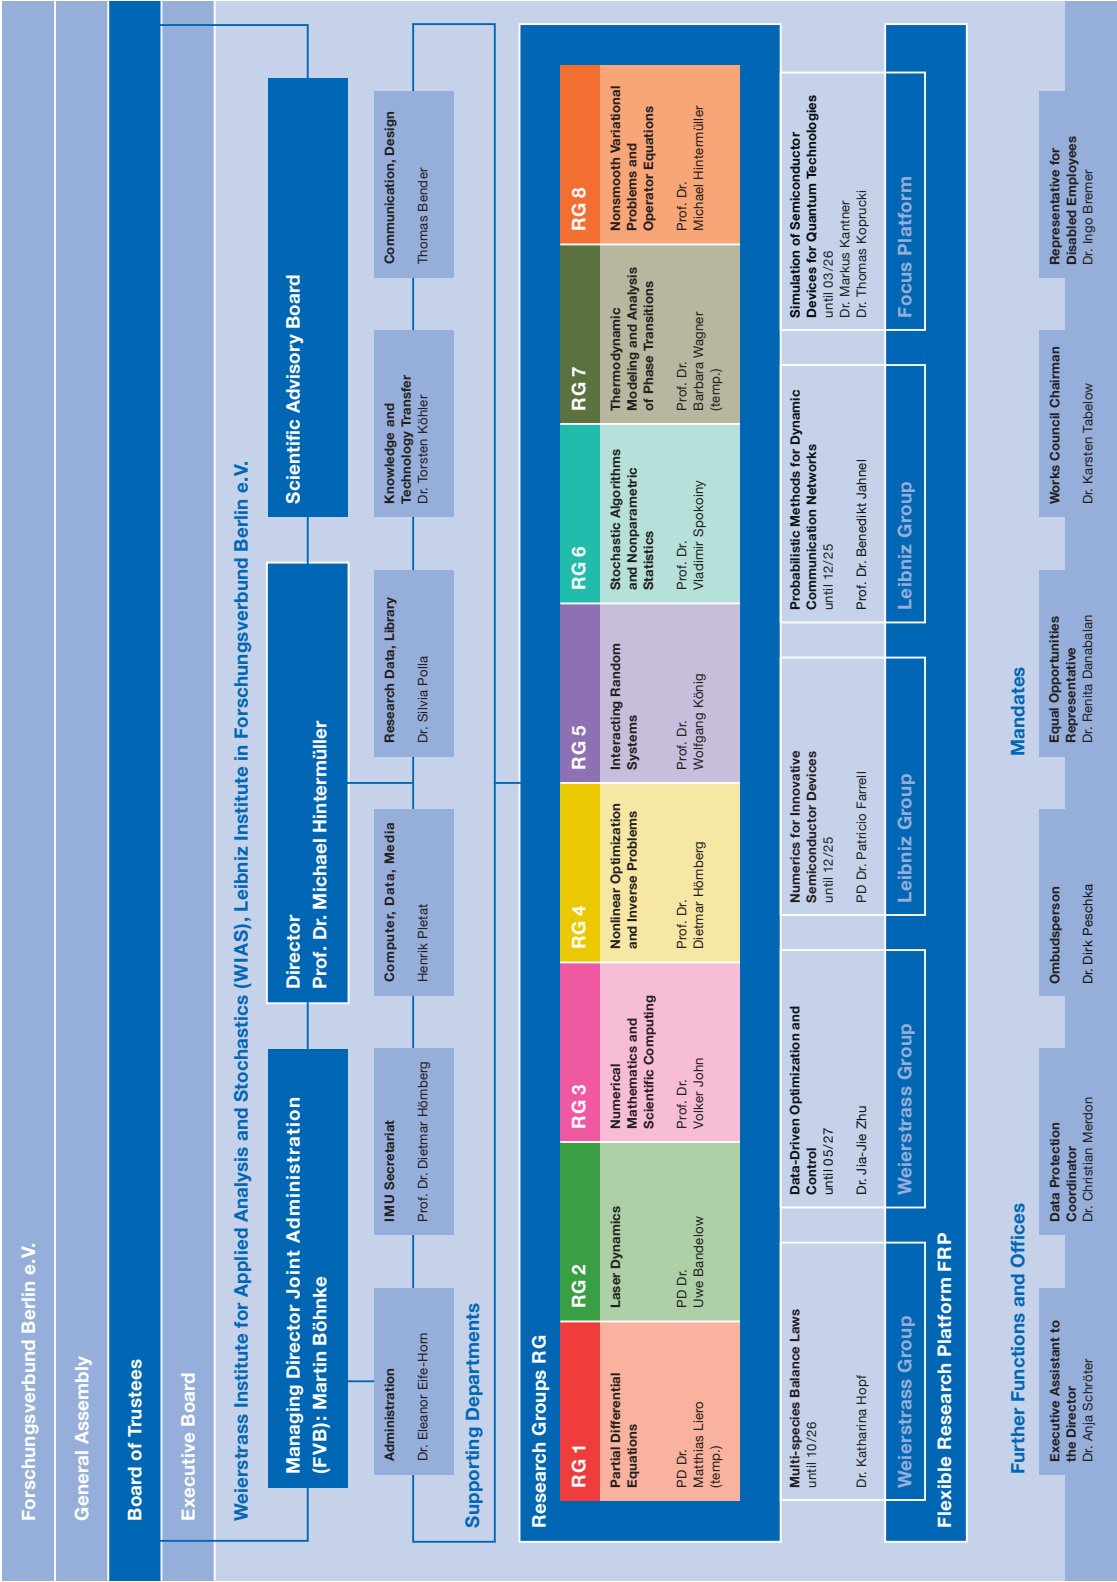 Forschungsverbund Berlin e.V.
General Assembly
Board of Trustees
Executive Board
Weierstrass Institute for Applied Analysis and Stochastics (WIAS), Leibniz Institute in Forschungsverbund Berlin e.V.
Managing Director Joint Administration
(FVB): Martin Böhnke
Director
Prof. Dr. Michael Hintermüller
Scientific Advisory Board
Administration
Dr. Eleanor Eife-Horn
IMU Secretariat
Prof. Dr. Dietmar Hömberg
Computer, Data, Media
Henrik Pletat
Research Data, Library
Dr. Silvia Polla
Knowledge and
Technology Transfer
Dr. Torsten Köhler
Communication, Design
Thomas Bender
Supporting Departments
Research Groups RG
RG 1
Partial Differential
Equations
PD Dr.
Matthias Liero
(temp.)
RG 2
Laser Dynamics
PD Dr.
Uwe Bandelow
RG 3
Numerical
Mathematics and
Scientific Computing
Prof. Dr.
Volker John
RG 4
Nonlinear Optimization
and Inverse Problems
Prof. Dr.
Dietmar Hömberg
RG 5
Interacting Random
Systems
Prof. Dr.
Wolfgang König
RG 6
Stochastic Algorithms
and Nonparametric
Statistics
Prof. Dr.
Vladimir Spokoiny
RG 7
Thermodynamic
Modeling and Analysis
of Phase Transitions
Prof. Dr.
Barbara Wagner
(temp.)
RG 8
Nonsmooth Variational
Problems and
Operator Equations
Prof. Dr.
Michael Hintermüller
Multi-species Balance Laws
until 10/26
Dr. Katharina Hopf
Weierstrass Group
Data-Driven Optimization and
Control
until 05/27
Dr. Jia-Jie Zhu
Weierstrass Group
Numerics for Innovative
Semiconductor Devices
until 12/25
PD Dr. Patricio Farrell
Leibniz Group
Probabilistic Methods for Dynamic
Communication Networks
until 12/25
Prof. Dr. Benedikt Jahnel
Leibniz Group
Simulation of Semiconductor
Devices for Quantum Technologies
until 03/26
Dr. Markus Kantner
Dr. Thomas Koprucki
Focus Platform
Flexible Research Platform FRP
Further Functions and Offices
Mandates
Executive Assistant to
the Director
Dr. Anja Schröter
Data Protection
Coordinator
Dr. Christian Merdon
Ombudsperson
Dr. Dirk Peschka
Equal Opportunities
Representative
Dr. Renita Danabalan
Works Council Chairman
Dr. Karsten Tabelow
Representative for
Disabled Employees
Dr. Ingo Bremer